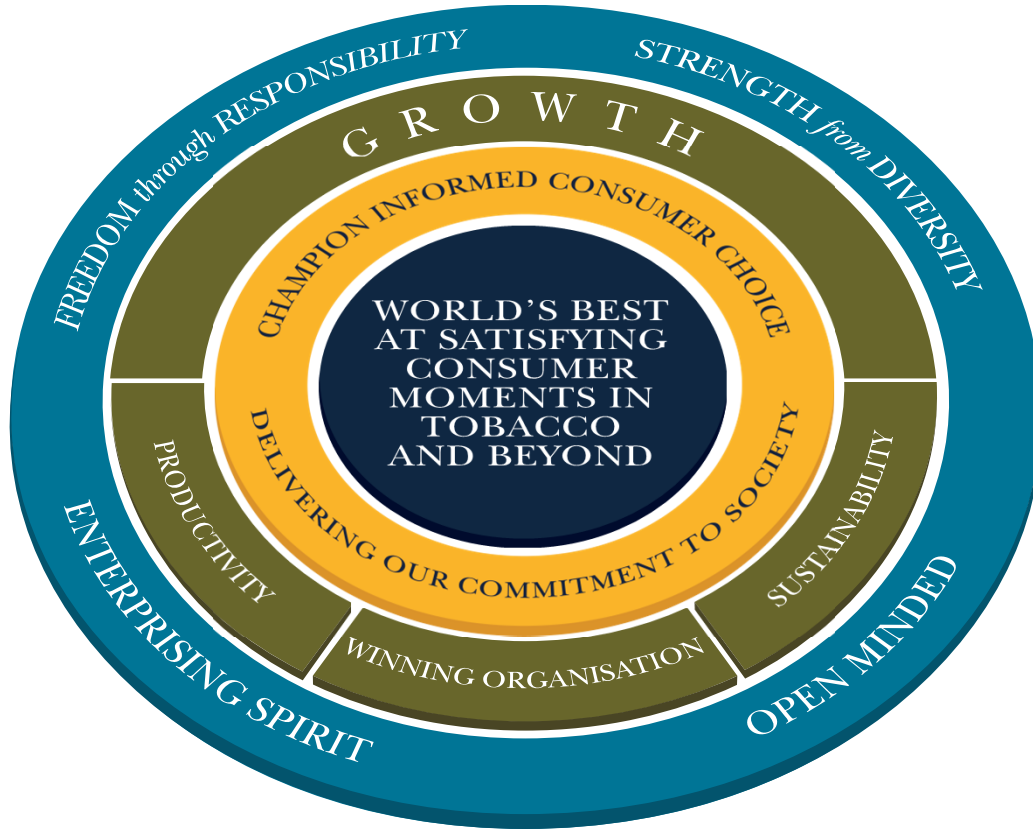 FREEDOM through RESPONSIBILITY
STRENGTH from DIVERSITY
GROWTH
CHAMPION INFORMED CONSUMER CHOICE
WORLD'S BEST
AT SATISFYING
CONSUMER
MOMENTS IN
TOBACCO
AND BEYOND
DELIVERING OUR COMMITMENT TO SOCIETY
PRODUCTIVITY
WINNING ORGANISATION
SUSTAINABILITY
ENTERPRISING SPIRIT
OPEN MINDED